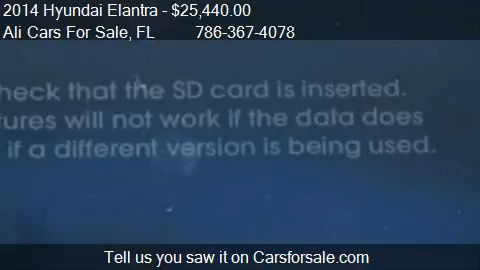 2014 Hyundai Elantra - $25,440.00
Ali Cars For Sale, FL 786-367-4078
heck that the SD card is inserted.
tures will not work if the data does
if a different version is being used.
Tell us you saw it on Carsforsale.com